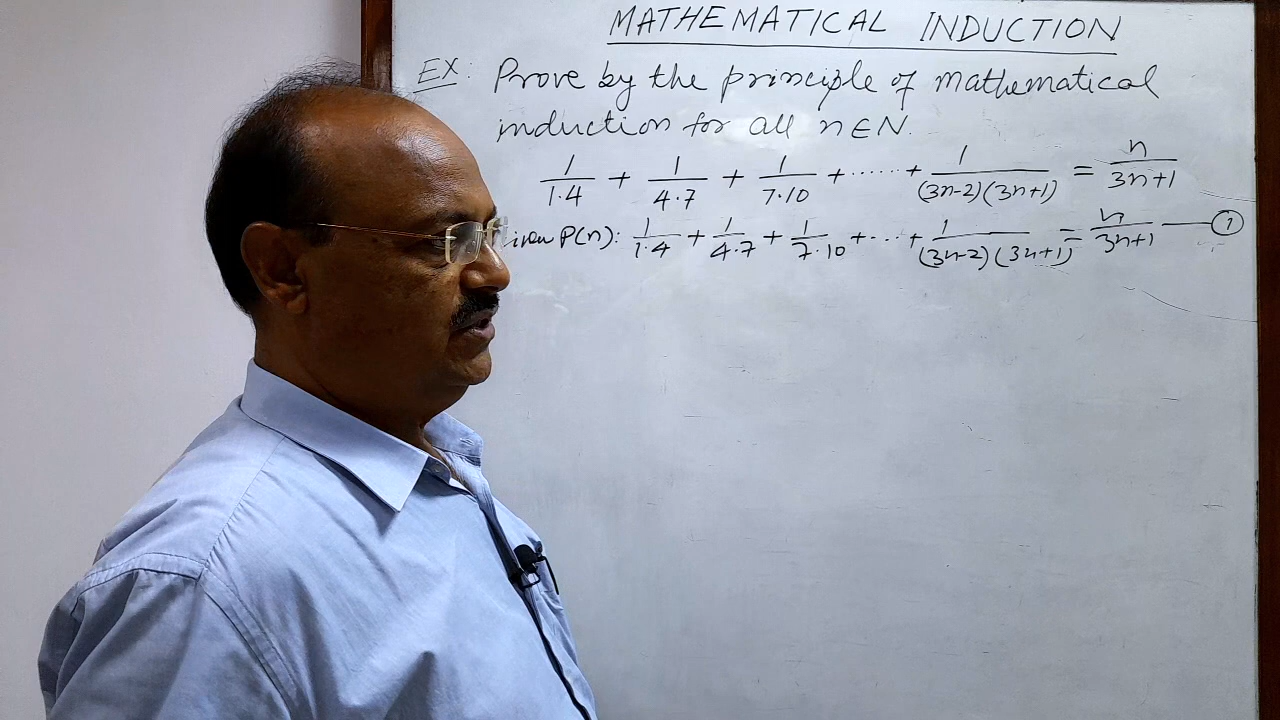 MATHEMATICAL INDUCTION
EX: Prove by the principle of mathematical
induction for all n∈N.
1/1·4 + 1/4·7 + 1/7·10 + ...... + 1/(3n-2)(3n+1) = n/3n+1
P(n): 1/1·4 + 1/4·7 + 1/7·10 + ... + 1/(3n-2)(3n+1) = n/3n+1 — ①